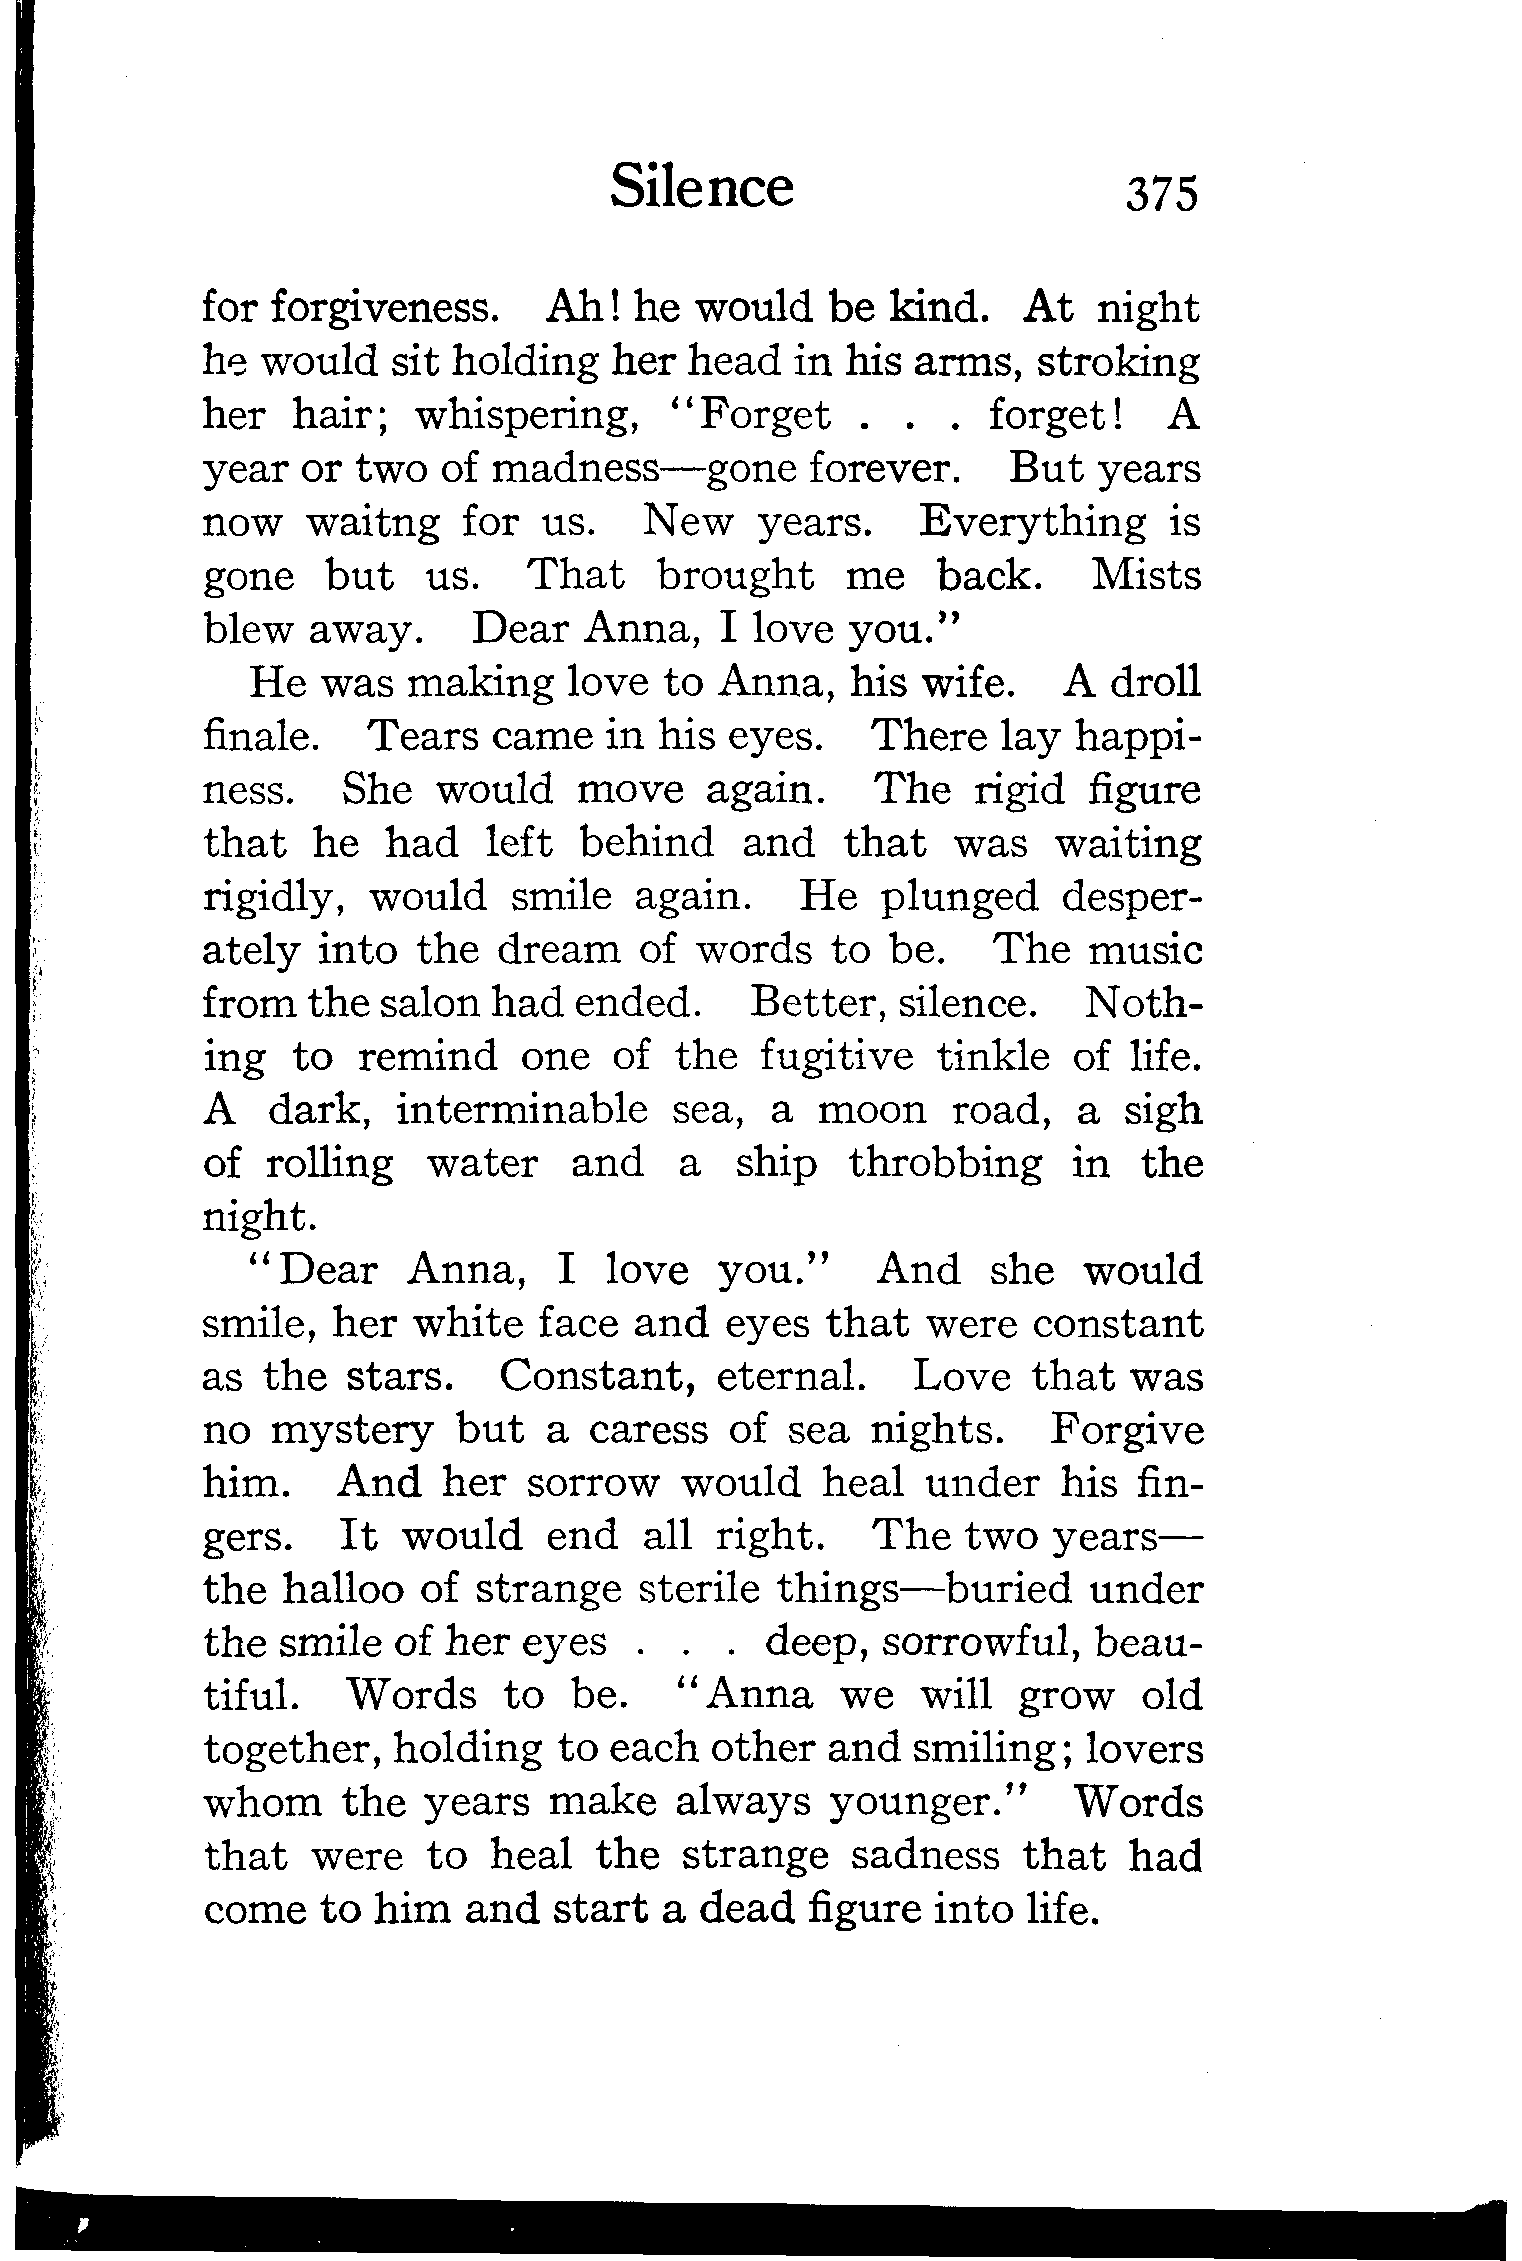 Silence 375
for forgiveness. Ah! he would be kind. At night
he would sit holding her head in his arms, stroking
her hair; whispering, "Forget . . . forget! A
year or two of madness—gone forever. But years
now waitng for us. New years. Everything is
gone but us. That brought me back. Mists
blew away. Dear Anna, I love you."
He was making love to Anna, his wife. A droll
finale. Tears came in his eyes. There lay happi-
ness. She would move again. The rigid figure
that he had left behind and that was waiting
rigidly, would smile again. He plunged desper-
ately into the dream of words to be. The music
from the salon had ended. Better, silence. Noth-
ing to remind one of the fugitive tinkle of life.
A dark, interminable sea, a moon road, a sigh
of rolling water and a ship throbbing in the
night.
"Dear Anna, I love you." And she would
smile, her white face and eyes that were constant
as the stars. Constant, eternal. Love that was
no mystery but a caress of sea nights. Forgive
him. And her sorrow would heal under his fin-
gers. It would end all right. The two years—
the halloo of strange sterile things—buried under
the smile of her eyes . . . deep, sorrowful, beau-
tiful. Words to be. "Anna we will grow old
together, holding to each other and smiling; lovers
whom the years make always younger." Words
that were to heal the strange sadness that had
come to him and start a dead figure into life.